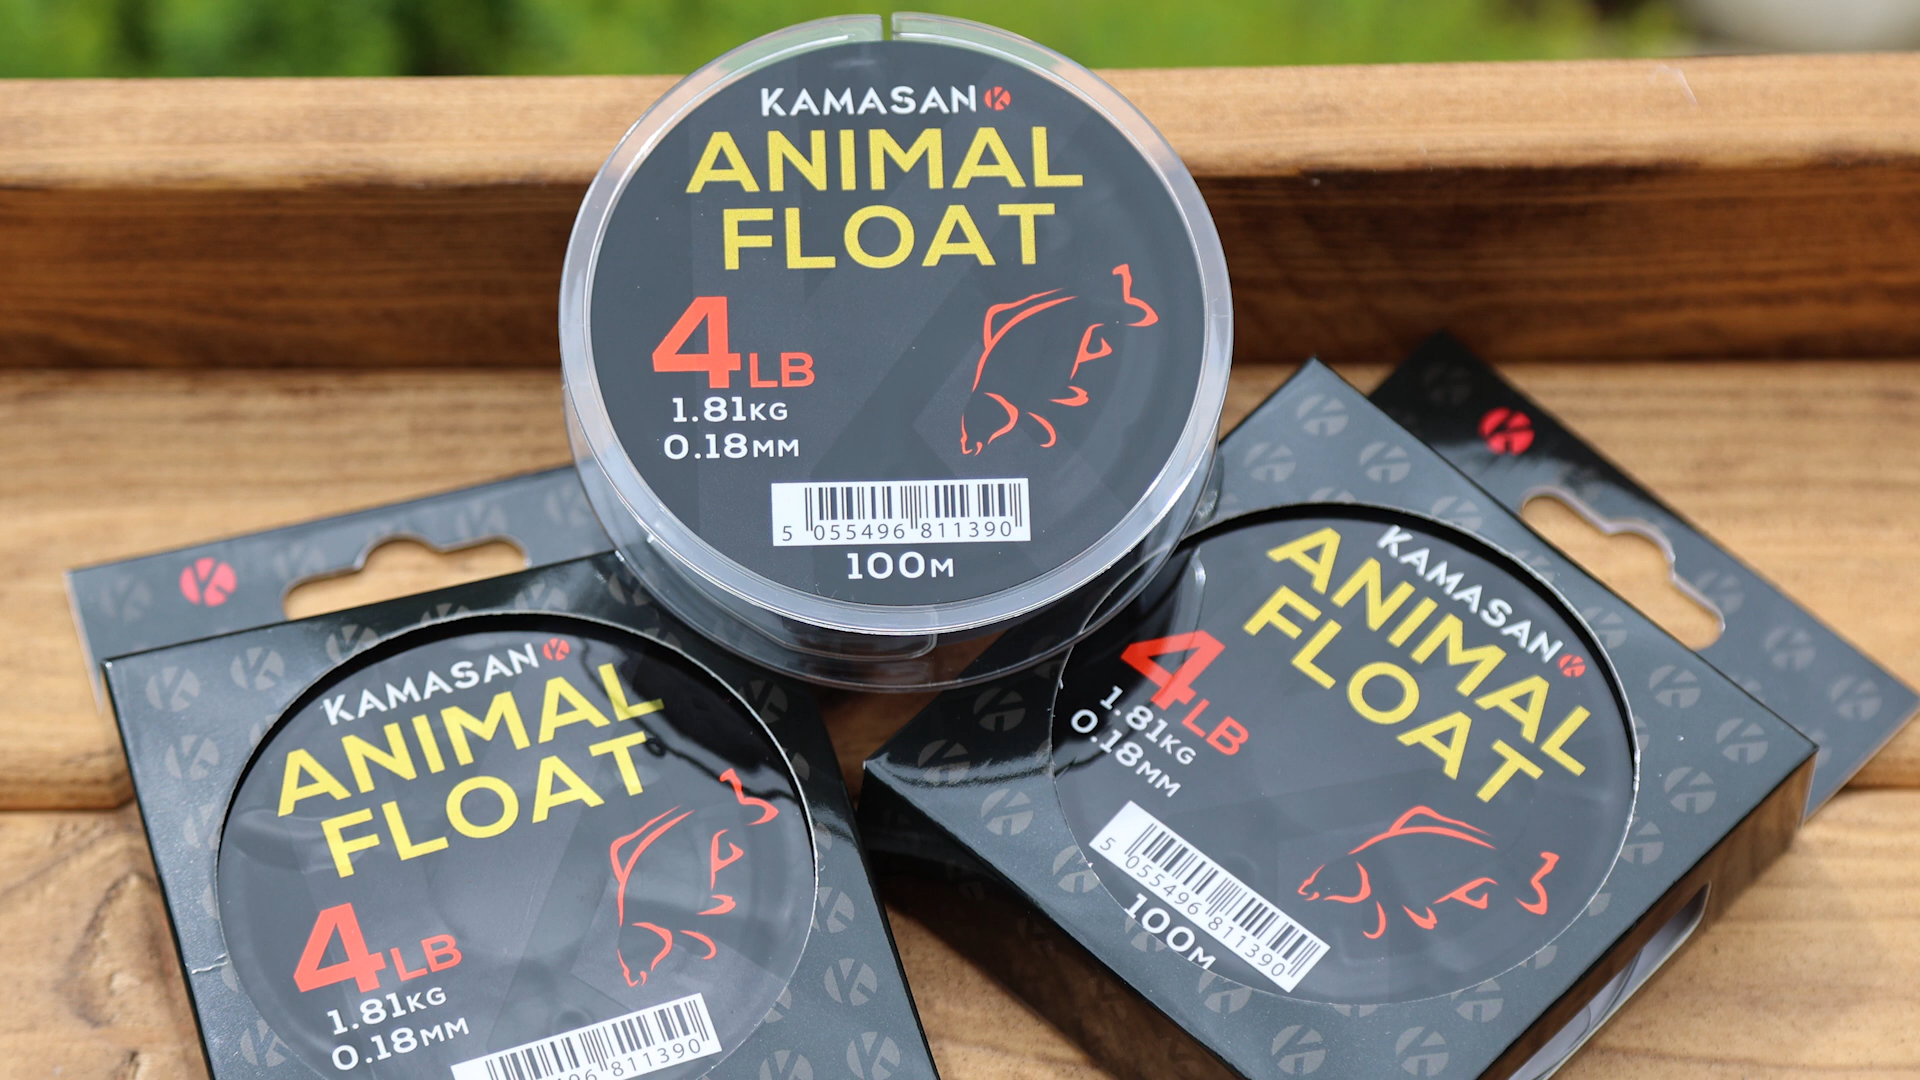 KAMASAN
ANIMAL
FLOAT
4LB
1.81KG
0.18MM
5 055496 811390
100M
KAMASAN
ANIMAL
FLOAT
4LB
1.81KG
0.18MM
811390
KAMASAN
ANIMAL
FLOAT
4LB
1.81KG
0.18MM
5 055496 811390
100M